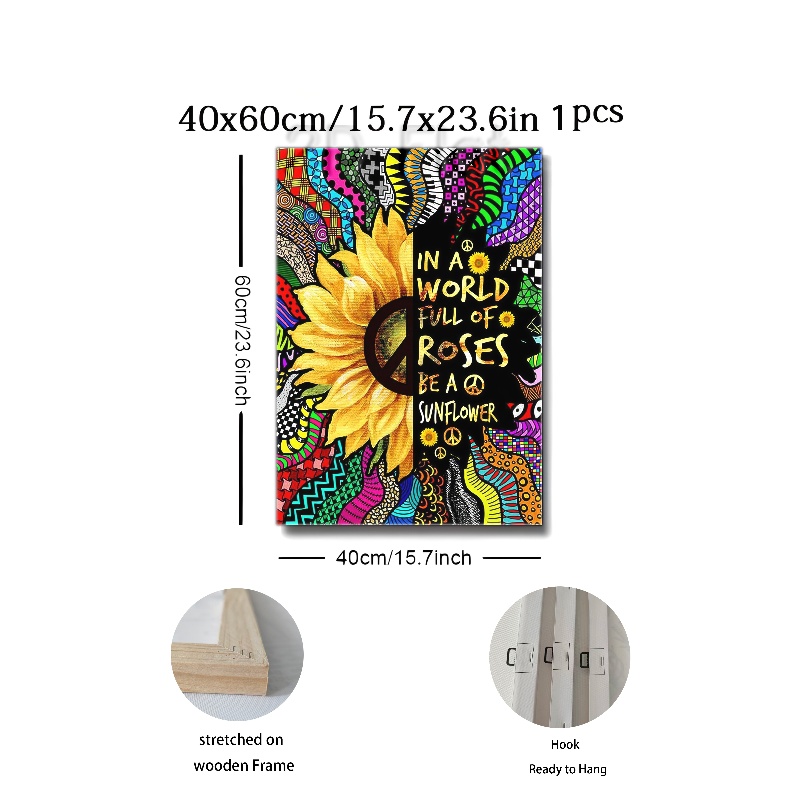 40x60cm/15.7x23.6in 1pcs
60cm/23.6inch
IN A
WORLD
FULL OF
ROSES
BE A
SUNFLOWER
40cm/15.7inch
stretched on
wooden Frame
Hook
Ready to Hang